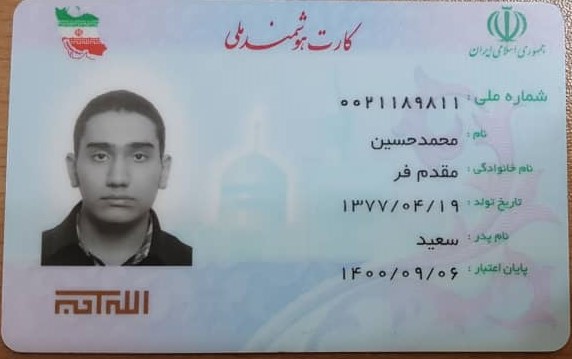 کارت هوشمند ملی
جمهوری اسلامی ایران
شماره ملی: ۰۰۲۱۱۸۹۸۱۱
نام: محمدحسین
نام خانوادگی: مقدم فر
تاریخ تولد: ۱۳۷۷/۰۴/۱۹
نام پدر: سعید
پایان اعتبار: ۱۴۰۰/۰۹/۰۶
الله اکبر